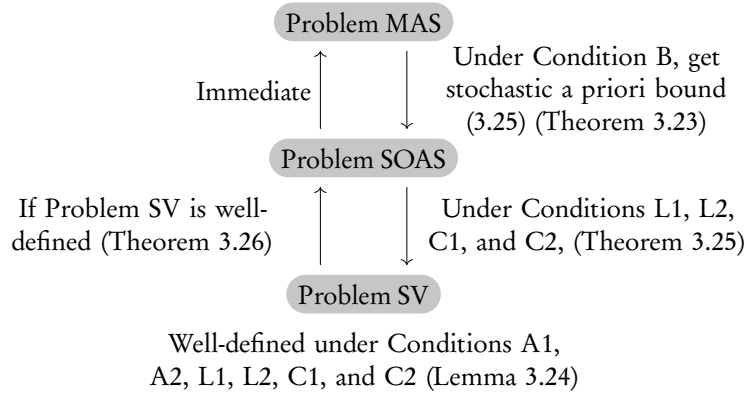 Problem MAS
Immediate
Under Condition B, get
stochastic a priori bound
(3.25) (Theorem 3.23)
Problem SOAS
If Problem SV is well-
defined (Theorem 3.26)
Under Conditions L1, L2,
C1, and C2, (Theorem 3.25)
Problem SV
Well-defined under Conditions A1,
A2, L1, L2, C1, and C2 (Lemma 3.24)